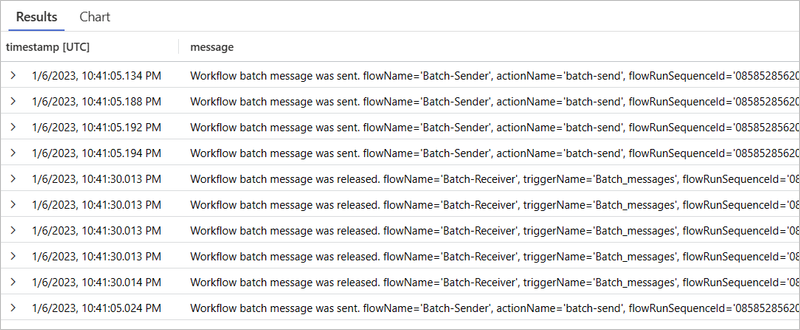 Results Chart
timestamp [UTC] message
1/6/2023, 10:41:05.134 PM Workflow batch message was sent. flowName='Batch-Sender', actionName='batch-send', flowRunSequenceId='08585285620
1/6/2023, 10:41:05.188 PM Workflow batch message was sent. flowName='Batch-Sender', actionName='batch-send', flowRunSequenceId='08585285620
1/6/2023, 10:41:05.192 PM Workflow batch message was sent. flowName='Batch-Sender', actionName='batch-send', flowRunSequenceId='08585285620
1/6/2023, 10:41:05.194 PM Workflow batch message was sent. flowName='Batch-Sender', actionName='batch-send', flowRunSequenceId='08585285620
1/6/2023, 10:41:30.013 PM Workflow batch message was released. flowName='Batch-Receiver', triggerName='Batch_messages', flowRunSequenceId='08
1/6/2023, 10:41:30.013 PM Workflow batch message was released. flowName='Batch-Receiver', triggerName='Batch_messages', flowRunSequenceId='08
1/6/2023, 10:41:30.013 PM Workflow batch message was released. flowName='Batch-Receiver', triggerName='Batch_messages', flowRunSequenceId='08
1/6/2023, 10:41:30.013 PM Workflow batch message was released. flowName='Batch-Receiver', triggerName='Batch_messages', flowRunSequenceId='08
1/6/2023, 10:41:30.014 PM Workflow batch message was released. flowName='Batch-Receiver', triggerName='Batch_messages', flowRunSequenceId='08
1/6/2023, 10:41:05.024 PM Workflow batch message was sent. flowName='Batch-Sender', actionName='batch-send', flowRunSequenceId='08585285620